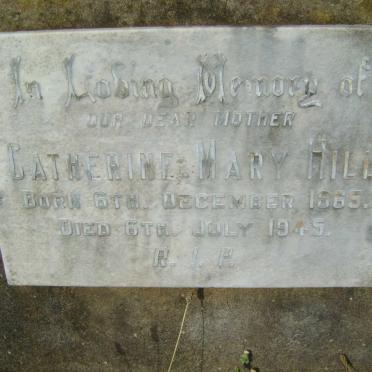 In Loving Memory of
OUR DEAR MOTHER
CATHERINE MARY HILL
BORN 6TH. DECEMBER 1865.
DIED 6TH. JULY 1945.
R.I.P.